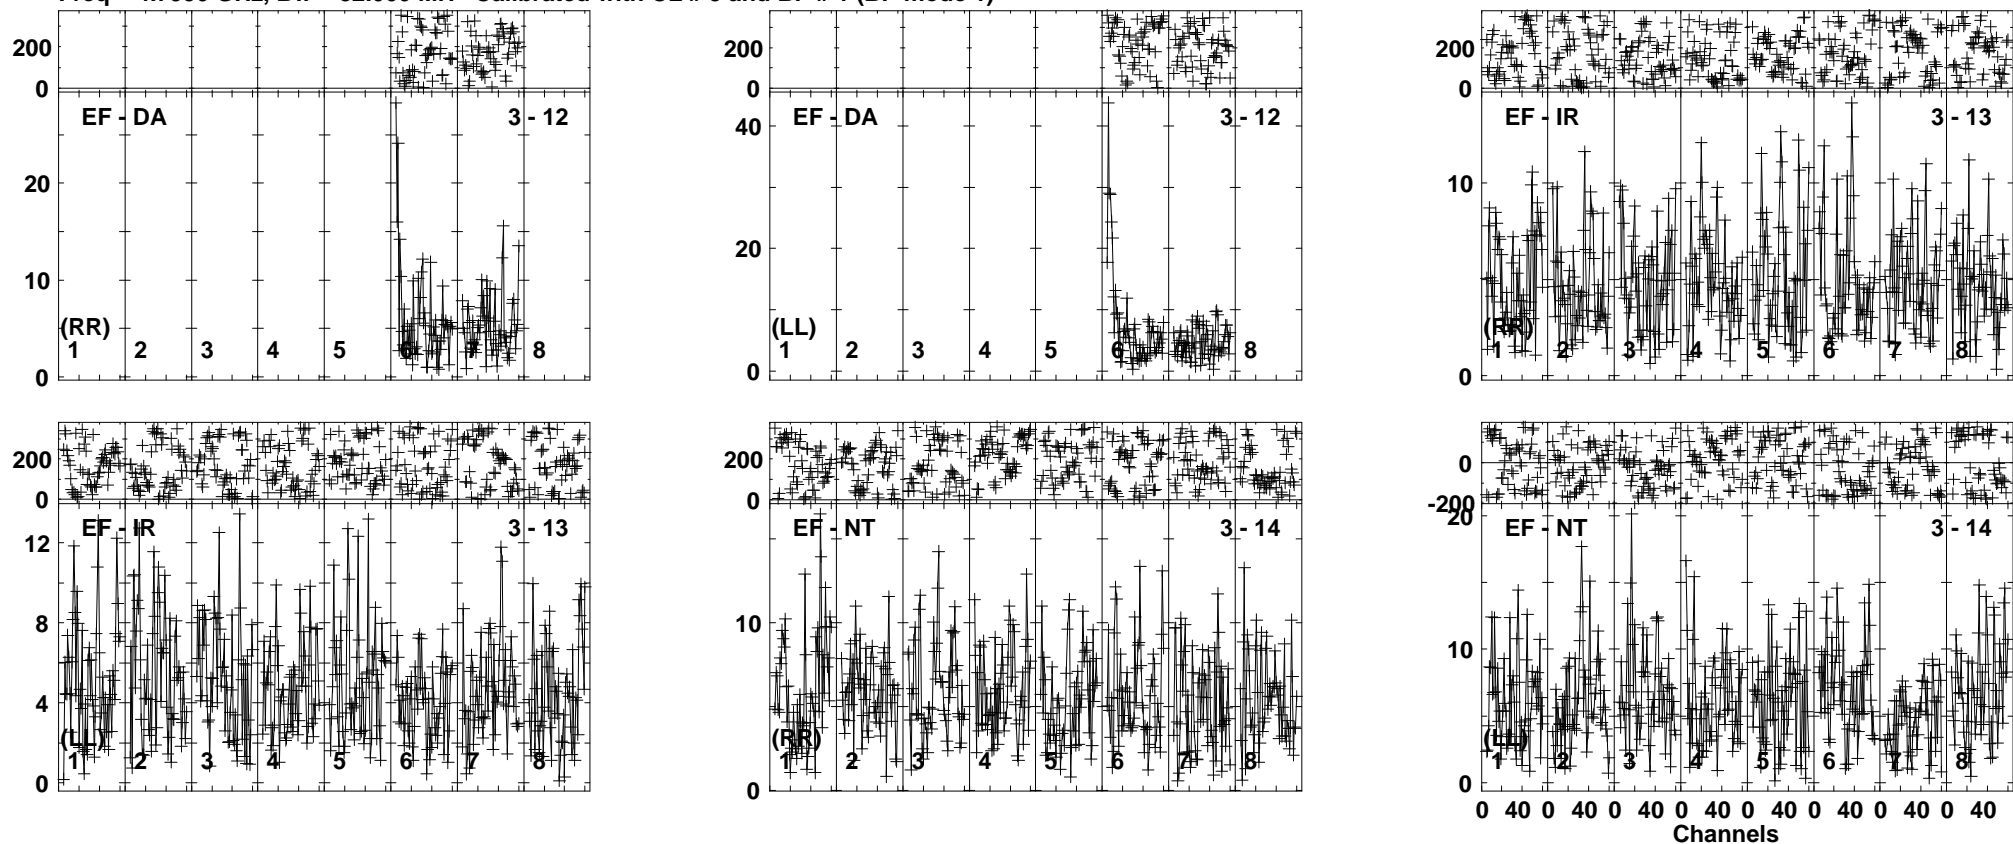 200
0
EF - DA 3 - 12
20
10
0
(RR)
1 2 3 4 5 6 7 8
200
0
EF - DA 3 - 12
40
20
0
(LL)
1 2 3 4 5 6 7 8
200
0
EF - IR 3 - 13
10
0
(RR)
1 2 3 4 5 6 7 8
200
0
EF - IR 3 - 13
12
8
4
0
(LL)
1 2 3 4 5 6 7 8
200
0
EF - NT 3 - 14
10
0
(RR)
1 2 3 4 5 6 7 8
0
-200
EF - NT 3 - 14
20
10
0
(LL)
1 2 3 4 5 6 7 8
0 40 0 40 0 40 0 40 0 40 0 40 0 40 0 40
Channels